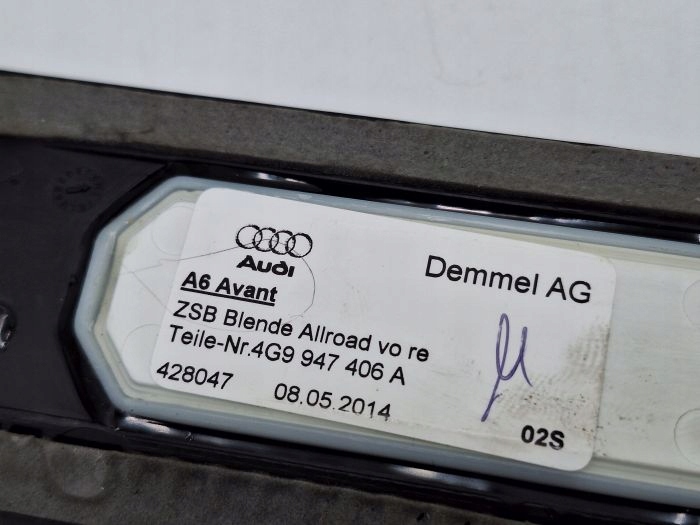 Audi
Demmel AG
A6 Avant
ZSB Blende Allroad vo re
Teile-Nr.4G9 947 406 A
428047 08.05.2014
02S